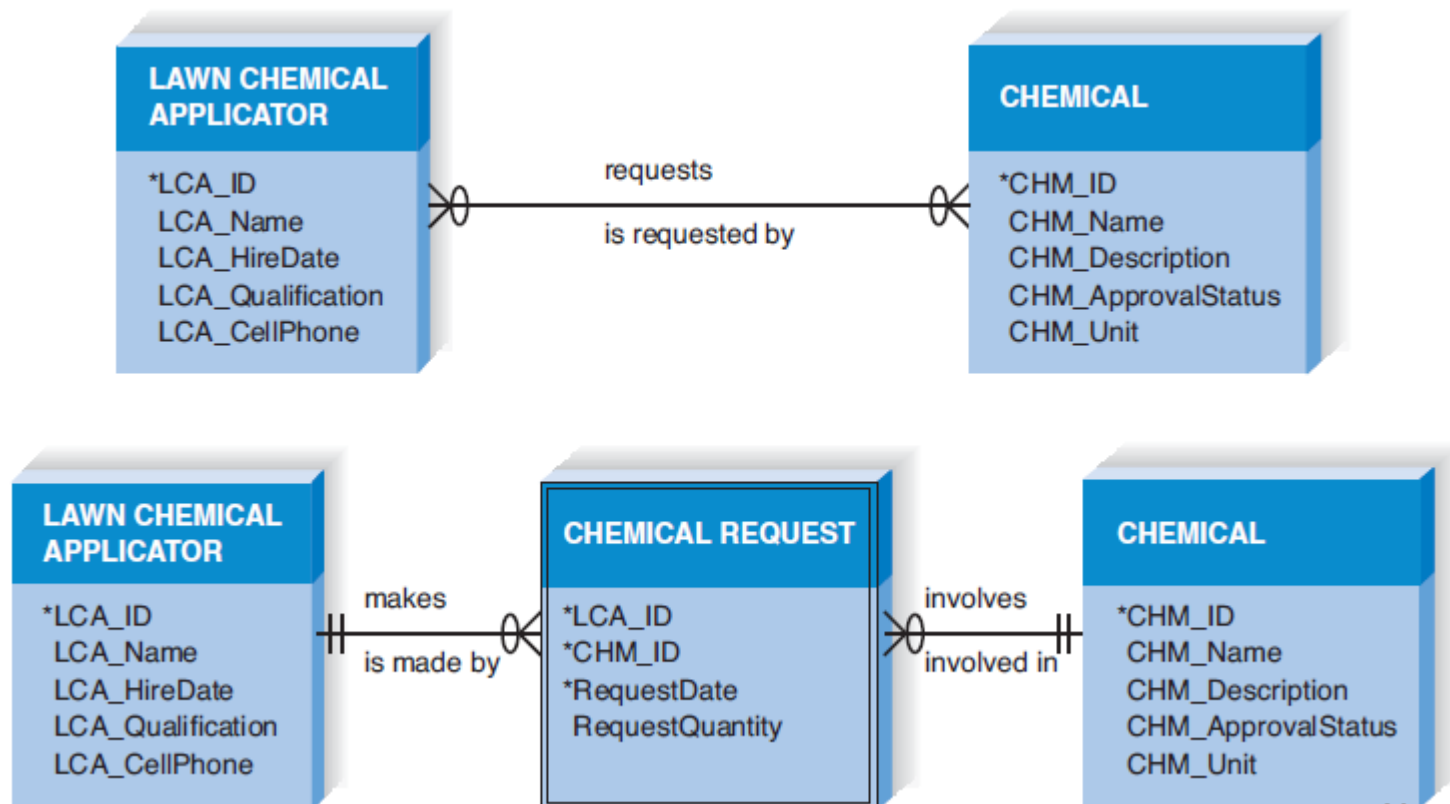 LAWN CHEMICAL
APPLICATOR
*LCA_ID
LCA_Name
LCA_HireDate
LCA_Qualification
LCA_CellPhone
requests
is requested by
CHEMICAL
*CHM_ID
CHM_Name
CHM_Description
CHM_ApprovalStatus
CHM_Unit
LAWN CHEMICAL
APPLICATOR
*LCA_ID
LCA_Name
LCA_HireDate
LCA_Qualification
LCA_CellPhone
makes
is made by
CHEMICAL REQUEST
*LCA_ID
*CHM_ID
*RequestDate
RequestQuantity
involves
involved in
CHEMICAL
*CHM_ID
CHM_Name
CHM_Description
CHM_ApprovalStatus
CHM_Unit